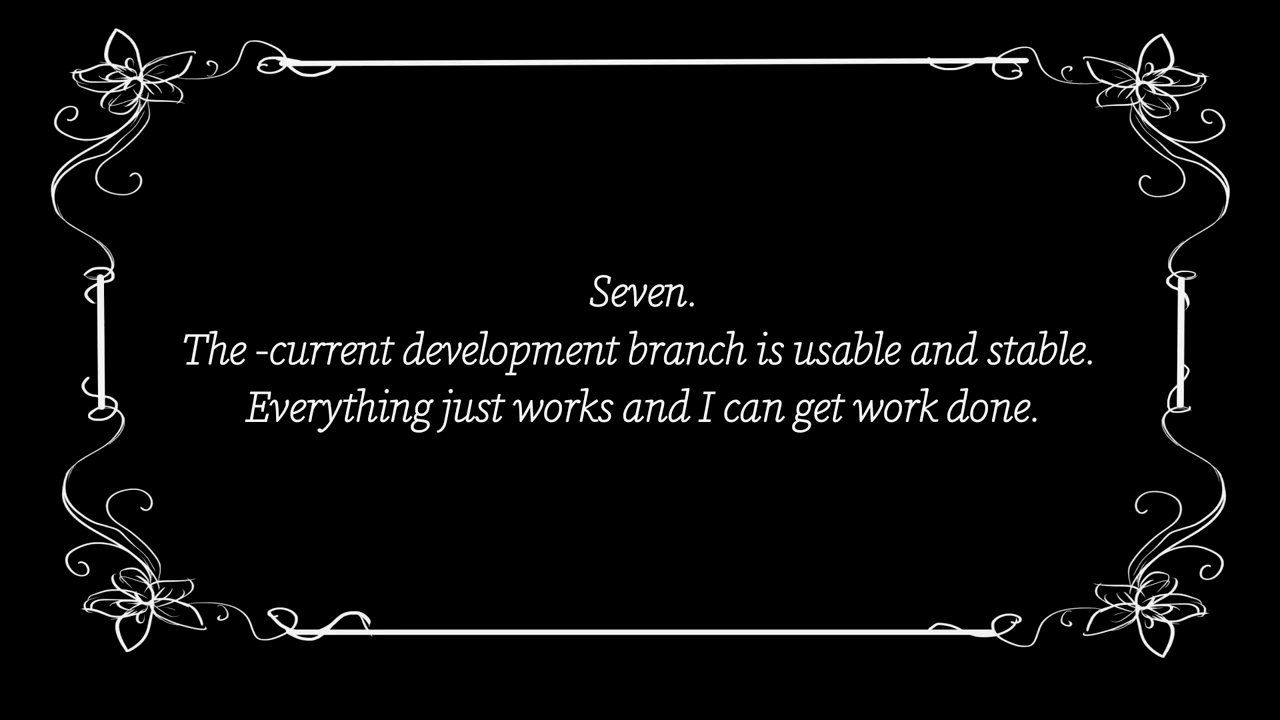 Seven.
The -current development branch is usable and stable.
Everything just works and I can get work done.